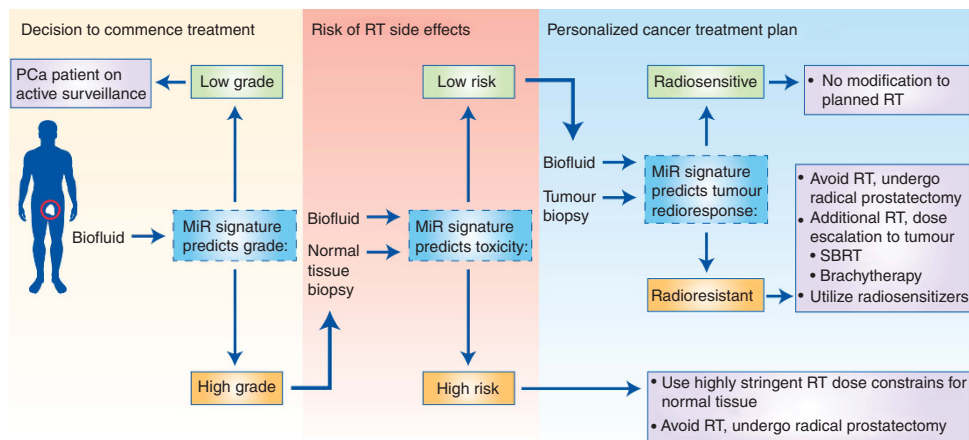 Decision to commence treatment
PCa patient on
active surveillance
Low grade
Biofluid
MiR signature
predicts grade:
High grade
Risk of RT side effects
Low risk
Biofluid
Normal
tissue
biopsy
MiR signature
predicts toxicity:
High risk
Personalized cancer treatment plan
Radiosensitive
• No modification to
planned RT
Biofluid
Tumour
biopsy
MiR signature
predicts tumour
redioresponse:
Radioresistant
• Avoid RT, undergo
radical prostatectomy
• Additional RT, dose
escalation to tumour
• SBRT
• Brachytherapy
• Utilize radiosensitizers
• Use highly stringent RT dose constrains for
normal tissue
• Avoid RT, undergo radical prostatectomy